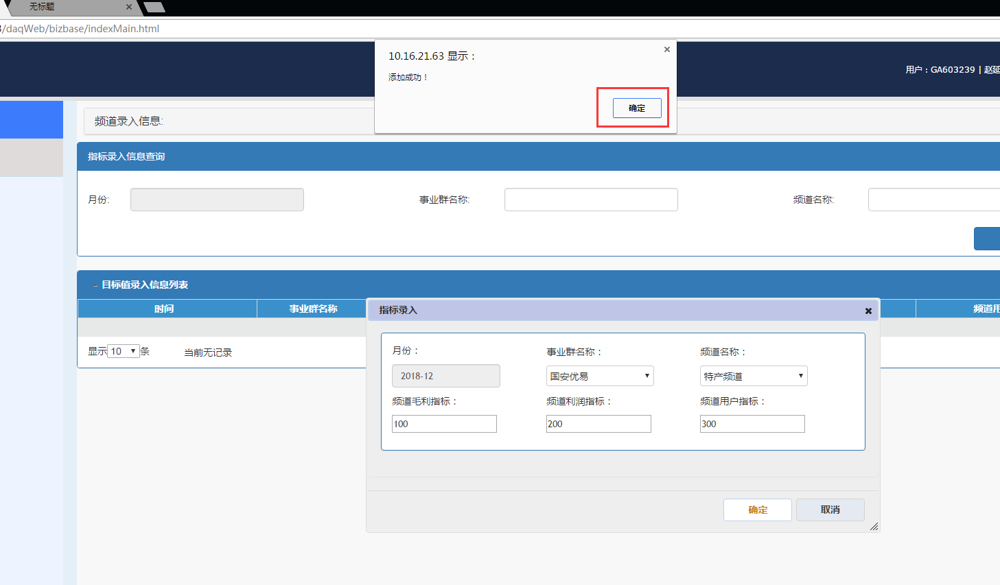 无标题
/daqWeb/bizbase/indexMain.html
10.16.21.63 显示：
添加成功！
确定
用户：GA603239 | 赵延
频道录入信息:
指标录入信息查询
月份:
事业群名称:
频道名称:
目标值录入信息列表
时间 事业群名称 频道用
显示 10 条 当前无记录
指标录入
月份： 事业群名称： 频道名称：
2018-12 国安优易 特产频道
频道毛利指标： 频道利润指标： 频道用户指标：
100 200 300
确定 取消